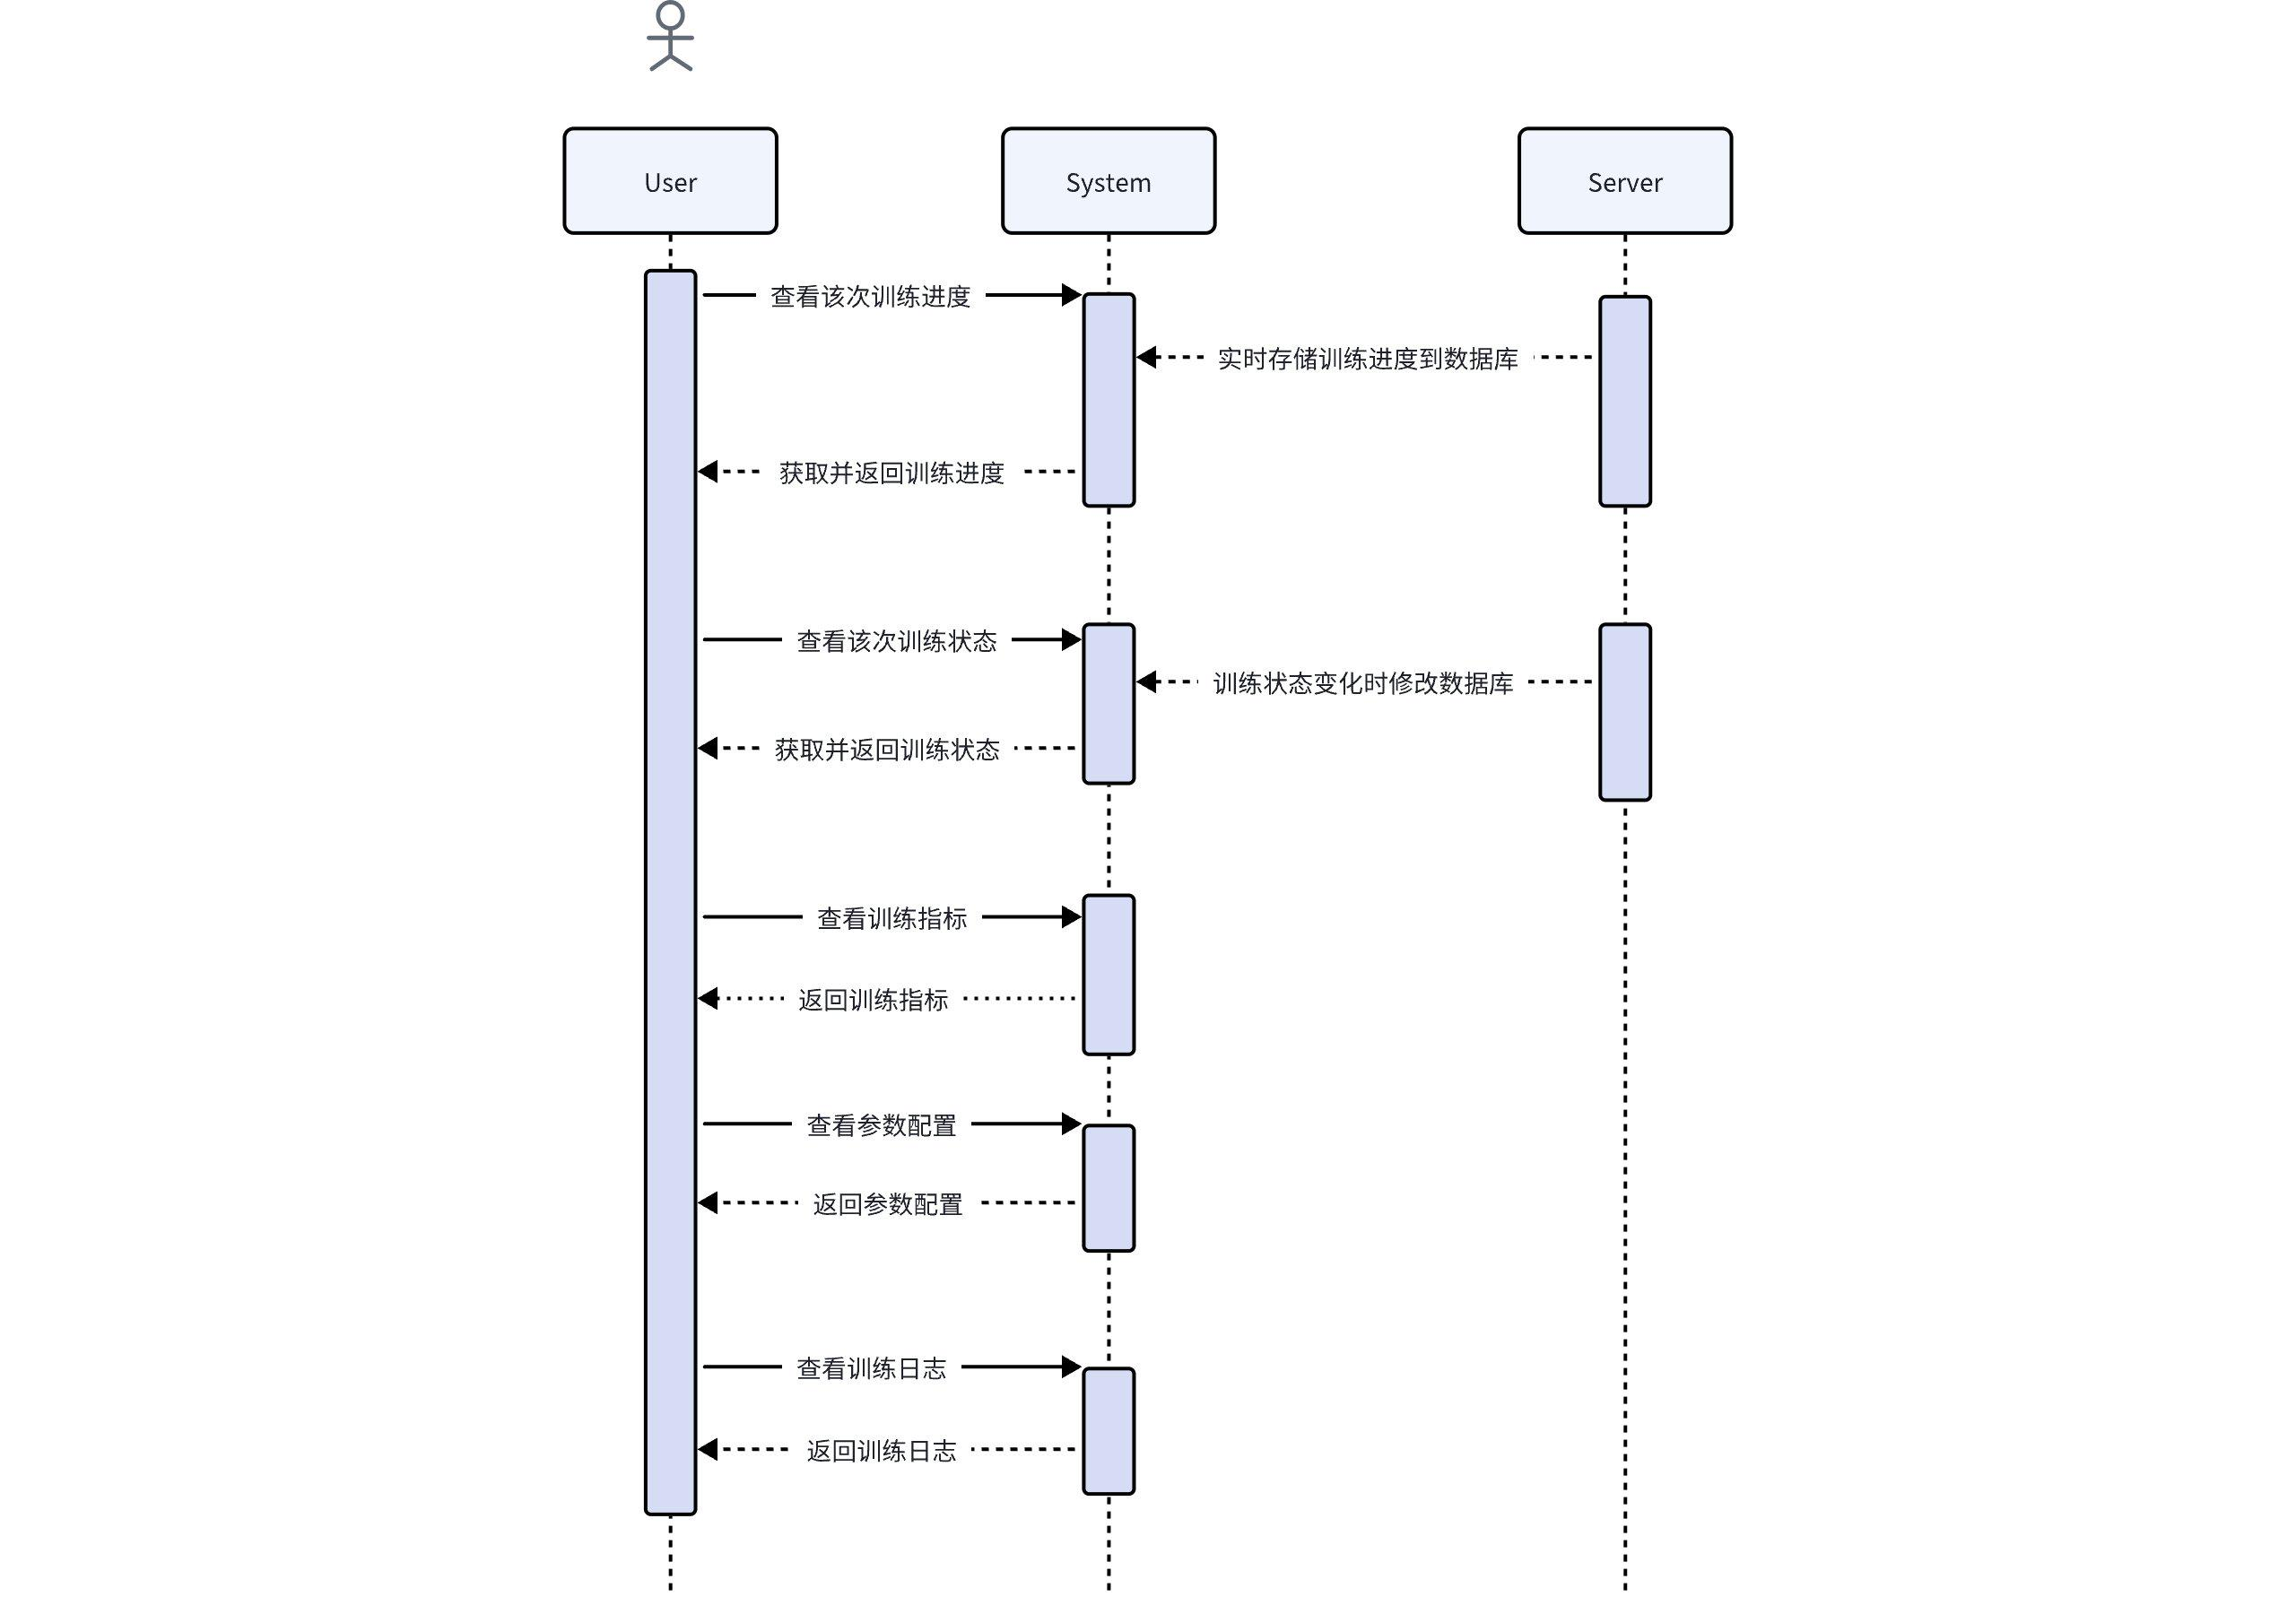 User
System
Server
查看该次训练进度
实时存储训练进度到数据库
获取并返回训练进度
查看该次训练状态
训练状态变化时修改数据库
获取并返回训练状态
查看训练指标
返回训练指标
查看参数配置
返回参数配置
查看训练日志
返回训练日志